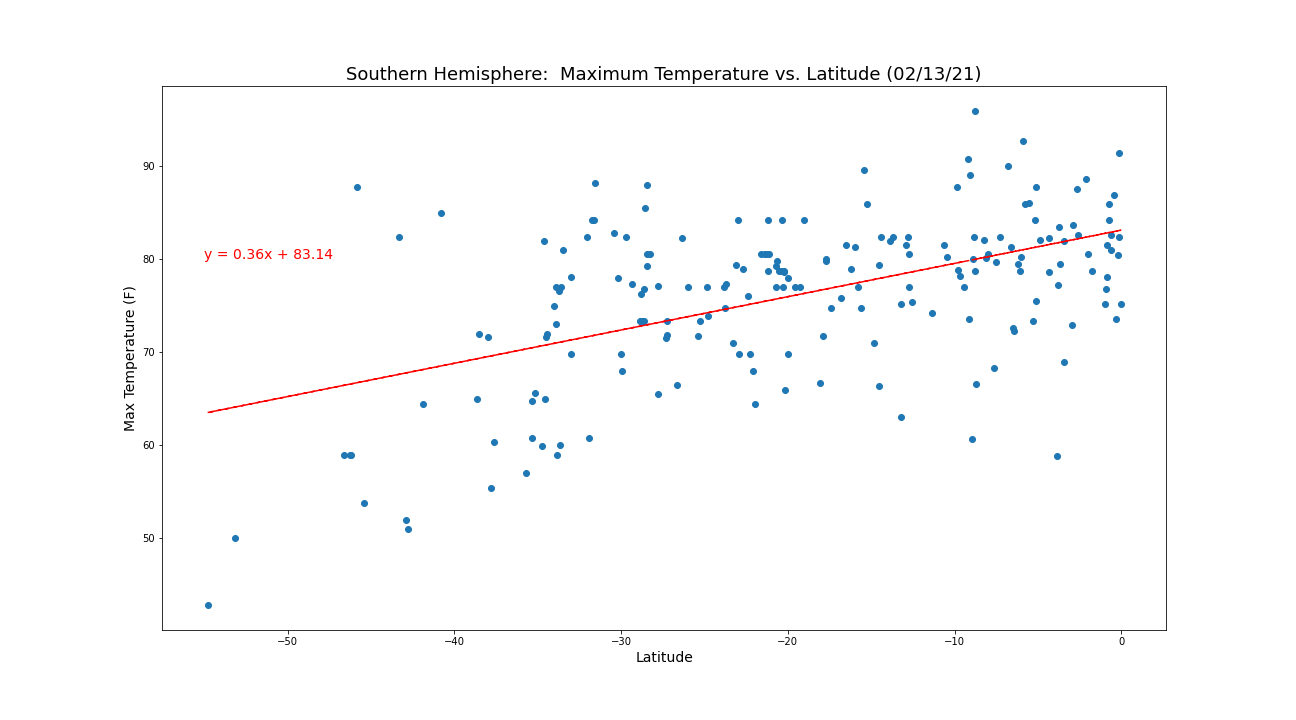 Southern Hemisphere:  Maximum Temperature vs. Latitude (02/13/21)
Max Temperature (F)
90
80
70
60
50
y = 0.36x + 83.14
−50
−40
−30
−20
−10
0
Latitude